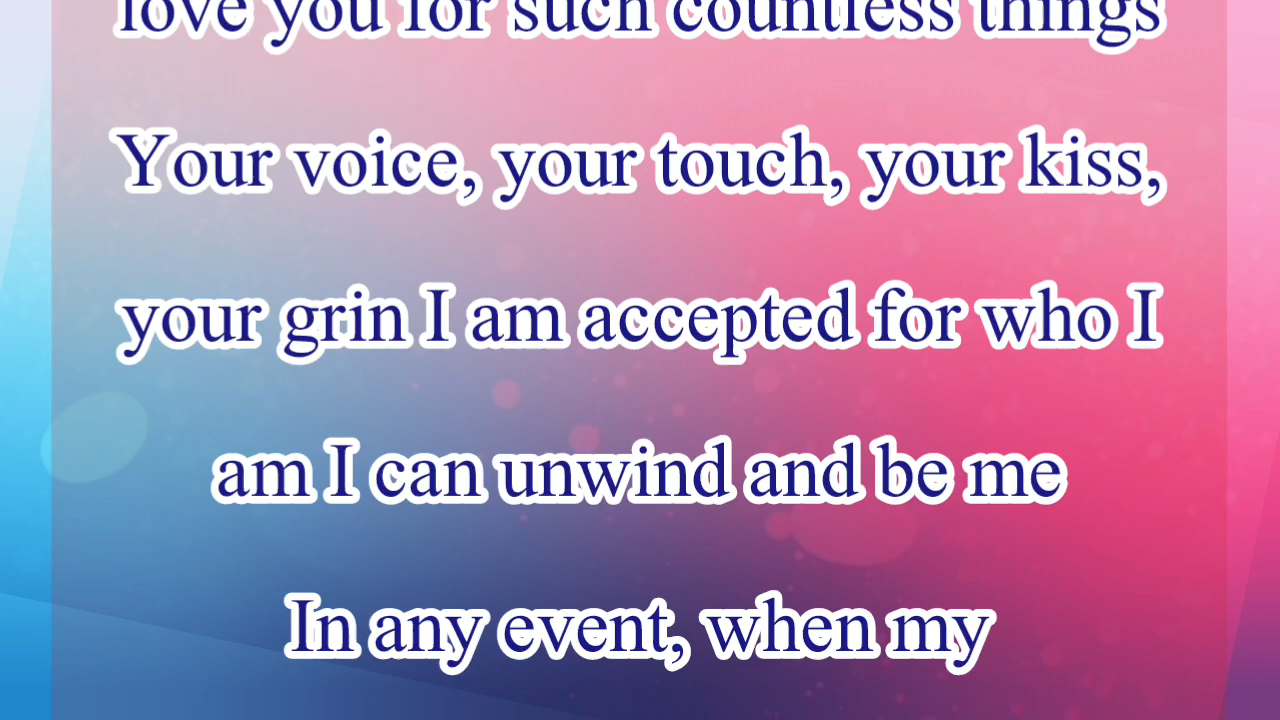 love you for such countless things
Your voice, your touch, your kiss,
your grin I am accepted for who I
am I can unwind and be me
In any event, when my